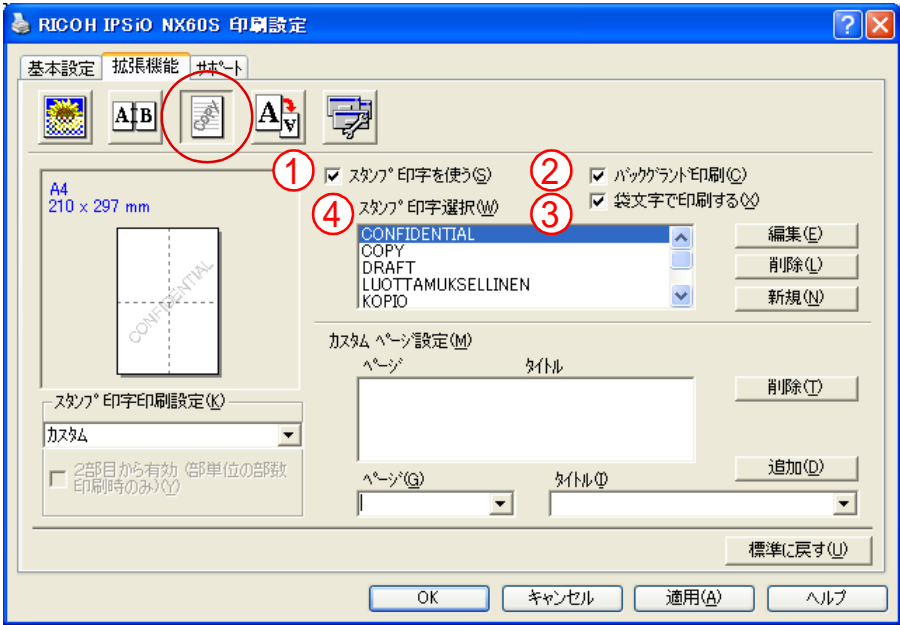 RICOH IPSiO NX60S 印刷設定
基本設定 拡張機能 ｻﾎﾟｰﾄ
A B COPY A A
A4
210 x 297 mm
CONFIDENTIAL
① スタンプ印字を使う(S)
② バックグランド印刷(C)
③ 袋文字で印刷する(X)
④ スタンプ印字選択(W)
CONFIDENTIAL
COPY
DRAFT
LUOTTAMUKSELLINEN
KOPIO
編集(E)
削除(L)
新規(N)
スタンプ印字印刷設定(K)
カスタム
2部目から有効 (部単位の部数
印刷時のみ)(Y)
カスタム ページ設定(M)
ページ タイトル
削除(T)
追加(D)
ページ(G) タイトル(I)
標準に戻す(U)
OK キャンセル 適用(A) ヘルプ